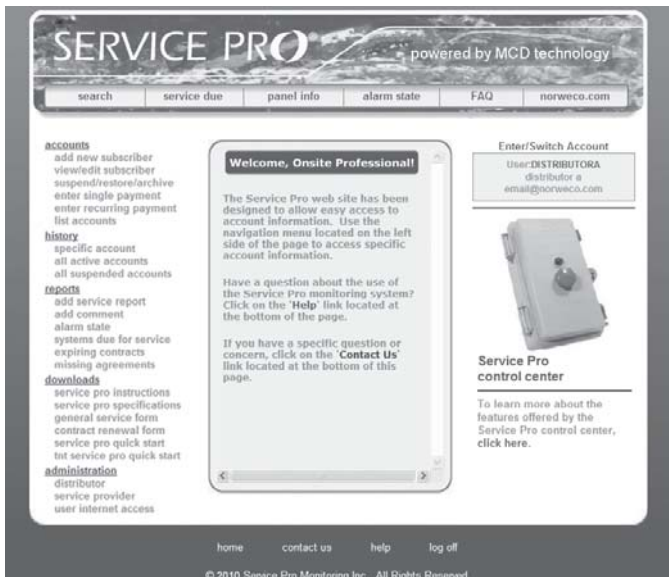 SERVICE PRO
powered by MCD technology
search service due panel info alarm state FAQ norweco.com
accounts
add new subscriber
view/edit subscriber
suspend/restore/archive
enter single payment
enter recurring payment
list accounts
history
specific account
all active accounts
all suspended accounts
reports
add service report
add comment
alarm state
systems due for service
expiring contracts
missing agreements
downloads
service pro instructions
service pro specifications
general service form
contract renewal form
service pro quick start
tnt service pro quick start
administration
distributor
service provider
user internet access
Welcome, Onsite Professional!
The Service Pro web site has been
designed to allow easy access to
account information. Use the
navigation menu located on the left
side of the page to access specific
account information.
Have a question about the use of
the Service Pro monitoring system?
Click on the 'Help' link located at
the bottom of the page.
If you have a specific question or
concern, click on the 'Contact Us'
link located at the bottom of this
page.
Enter/Switch Account
User:DISTRIBUTORA
distributor a
email@norweco.com
Service Pro
control center
To learn more about the
features offered by the
Service Pro control center,
click here.
home contact us help log off
© 2010 Service Pro Monitoring Inc. All Rights Reserved